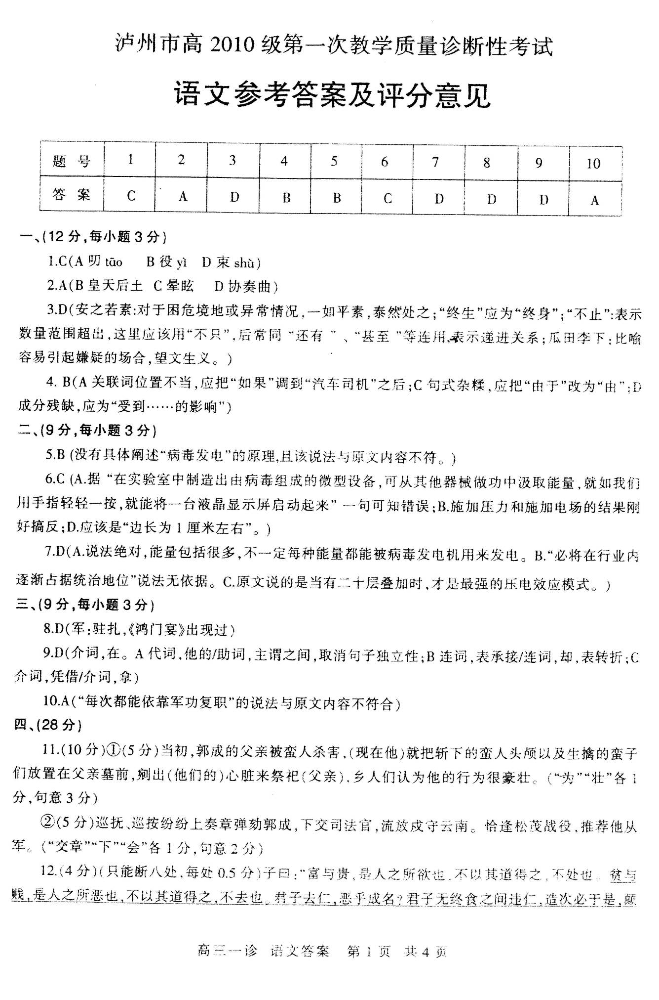 泸州市高 2010 级第一次教学质量诊断性考试
语文参考答案及评分意见
题 号 1 2 3 4 5 6 7 8 9 10
答 案 C A D B B C D D D A
一、(12 分,每小题 3 分)
1.C(A 叨 tāo B 役 yì D 束 shù)
2.A(B 皇天后土 C 晕眩 D 协奏曲)
3.D(安之若素:对于困危境地或异常情况,一如平素,泰然处之;“终生”应为“终身”;“不止”:表示
数量范围超出,这里应该用“不只”,后常同 “还有 ” 、“甚至 ”等连用,表示递进关系;瓜田李下:比喻
容易引起嫌疑的场合,望文生义。)
4. B(A 关联词位置不当,应把“如果”调到“汽车司机”之后;C 句式杂糅,应把“由于”改为“由”;D
成分残缺,应为“受到……的影响”)
二、(9 分,每小题 3 分)
5.B (没有具体阐述“病毒发电”的原理,且该说法与原文内容不符。)
6.C (A.据 “在实验室中制造出由病毒组成的微型设备,可从其他器械做功中汲取能量,就如我们
用手指轻轻一按,就能将一台液晶显示屏启动起来” 一句可知错误;B.施加压力和施加电场的结果刚
好搞反;D.应该是“边长为 1 厘米左右”。)
7.D(A.说法绝对,能量包括很多,不一定每种能量都能被病毒发电机用来发电。B.“必将在行业内
逐渐占据统治地位”说法无依据。C.原文说的是当有二十层叠加时,才是最强的压电效应模式。)
三、(9 分,每小题 3 分)
8.D(军:驻扎,《鸿门宴》出现过)
9.D(介词,在。A 代词,他的/助词,主谓之间,取消句子独立性;B 连词,表承接/连词,却,表转折;C
介词,凭借/介词,拿)
10.A(“每次都能依靠军功复职”的说法与原文内容不符合)
四、(28 分)
11.(10 分)①(5 分)当初,郭成的父亲被蛮人杀害,(现在他)就把斩下的蛮人头颅以及生擒的蛮子
们放置在父亲墓前,剜出(他们的)心脏来祭祀(父亲),乡人们认为他的行为很豪壮。(“为”“壮”各 1
分,句意 3 分)
②(5 分)巡抚、巡按纷纷上奏章弹劾郭成,下交司法官,流放戍守云南。恰逢松茂战役,推荐他从
军。(“交章”“下”“会”各 1 分,句意 2 分)
12.(4 分)(只能断八处,每处 0.5 分)子曰:“富与贵,是人之所欲也,不以其道得之,不处也。贫与
贱,是人之所恶也,不以其道得之,不去也。君子去仁,恶乎成名?君子无终食之间违仁,造次必于是,颠
高三一诊 语文答案 第 1 页 共 4 页